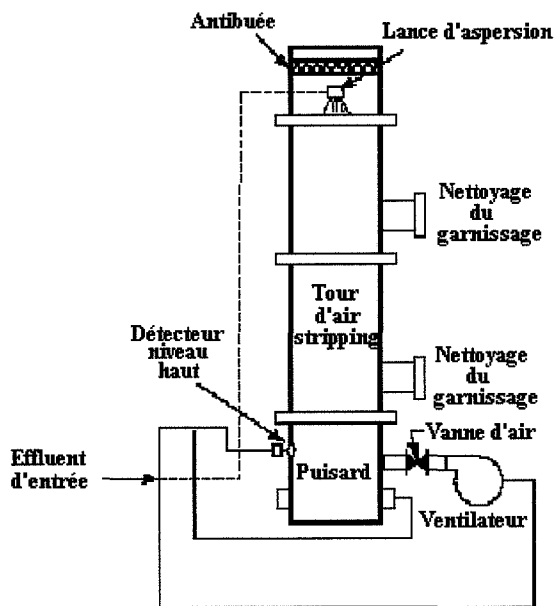 Antibuée
Lance d'aspersion
Nettoyage
du
garnissage
Tour
d'air
stripping
Détecteur
niveau
haut
Nettoyage
du
garnissage
Vanne d'air
Effluent
d'entrée
Puisard
Ventilateur